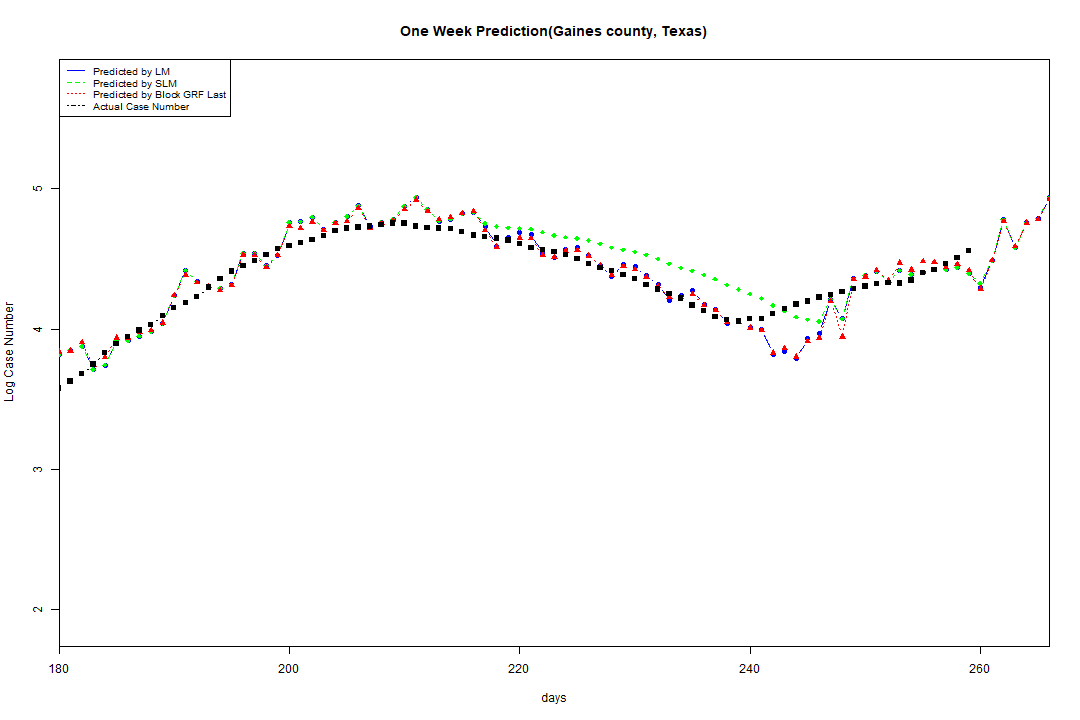 One Week Prediction(Gaines county, Texas)
Predicted by LM
Predicted by SLM
Predicted by Block GRF Last
Actual Case Number
5
4
3
2
Log Case Number
180 200 220 240 260
days